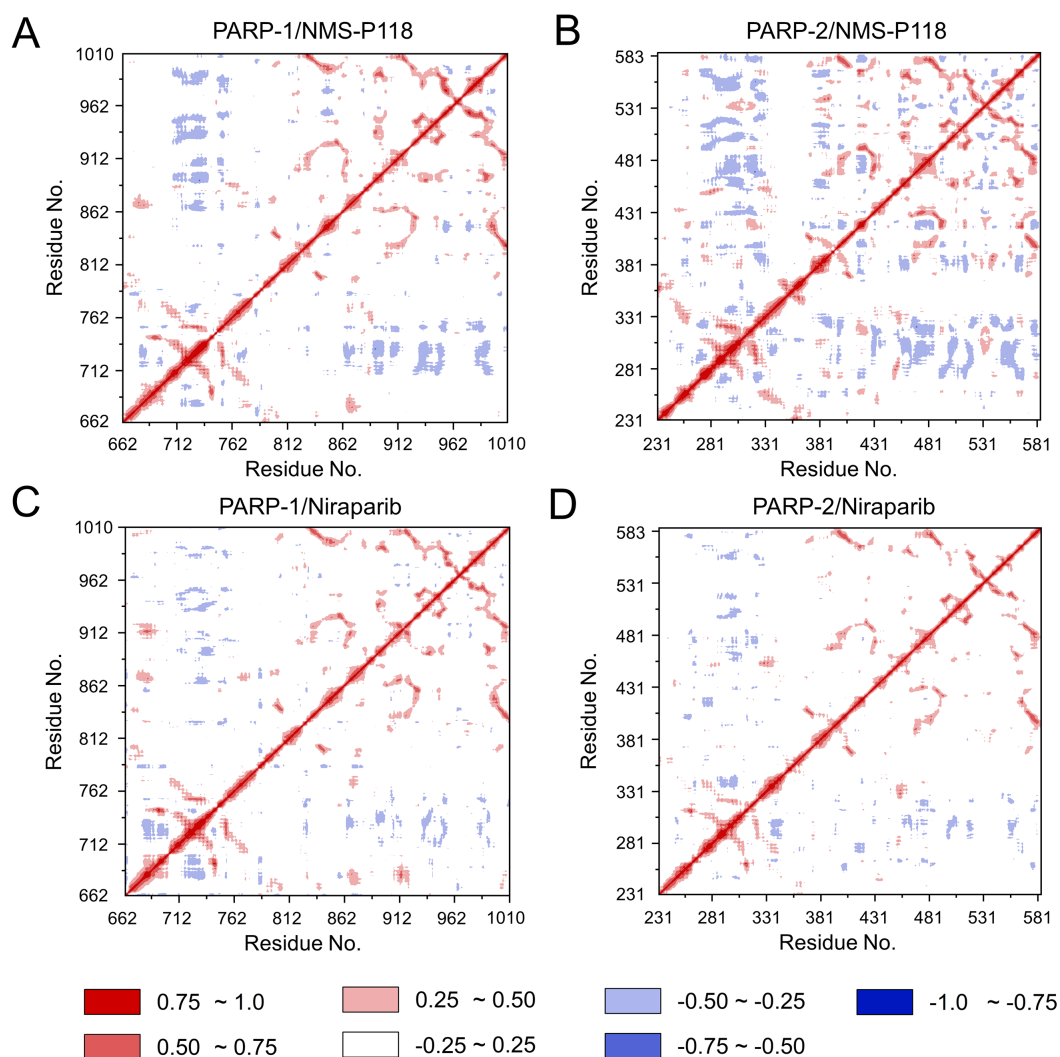 A
PARP-1/NMS-P118
1010
962
912
862
812
762
712
662
Residue No.
662 712 762 812 862 912 962 1010
Residue No.
B
PARP-2/NMS-P118
583
531
481
431
381
331
281
231
Residue No.
231 281 331 381 431 481 531 581
Residue No.
C
PARP-1/Niraparib
1010
962
912
862
812
762
712
662
Residue No.
662 712 762 812 862 912 962 1010
Residue No.
D
PARP-2/Niraparib
583
531
481
431
381
331
281
231
Residue No.
231 281 331 381 431 481 531 581
Residue No.
0.75 ~ 1.0
0.25 ~ 0.50
-0.50 ~ -0.25
-1.0 ~ -0.75
0.50 ~ 0.75
-0.25 ~ 0.25
-0.75 ~ -0.50